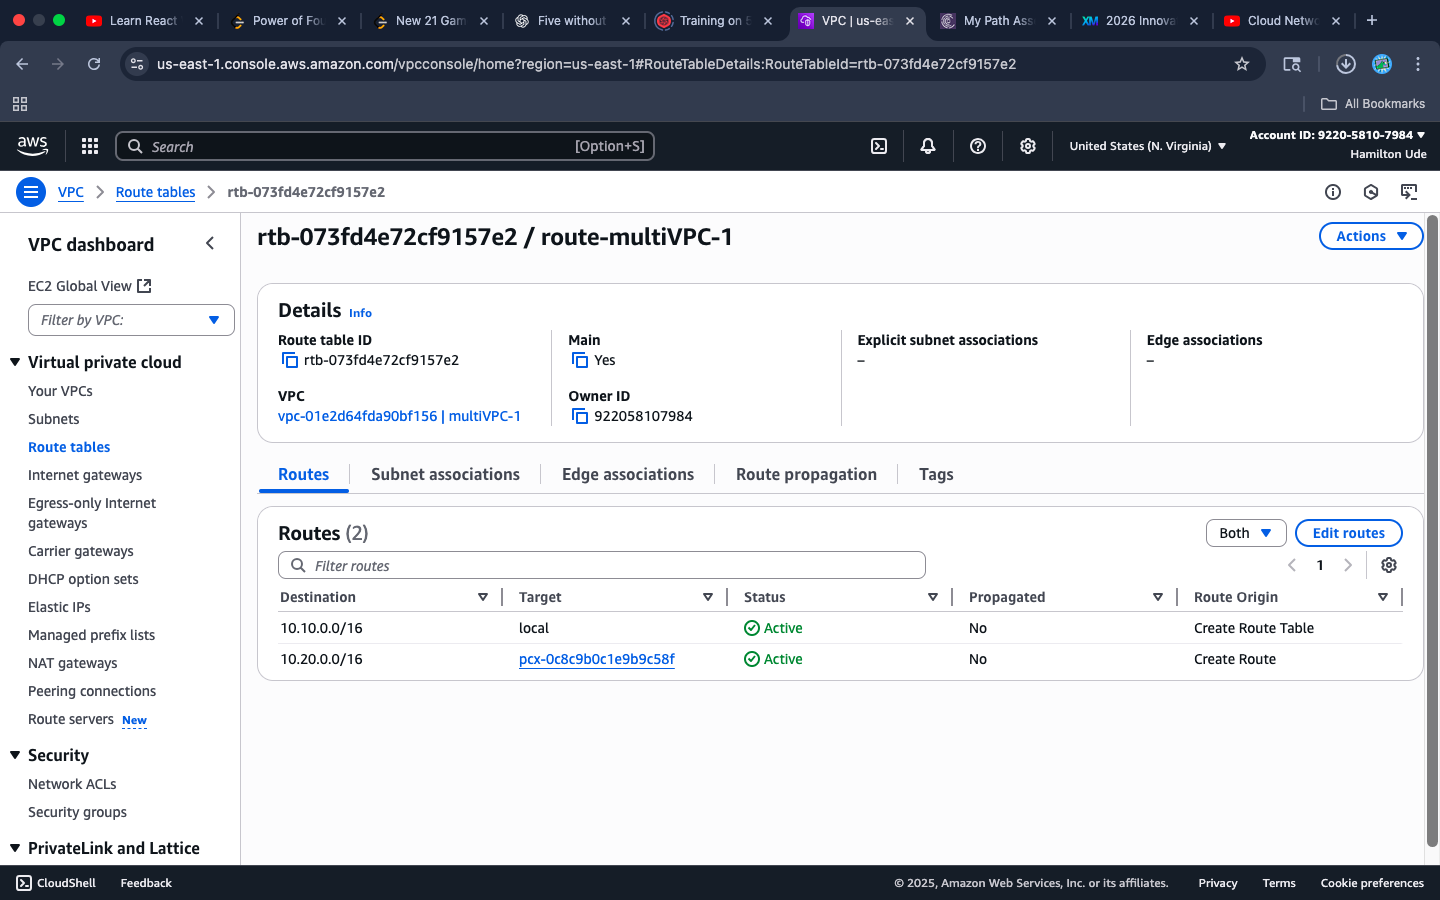 Learn React
Power of Fou
New 21 Gam
Five without
Training on 5
VPC | us-eas
My Path Ass
XM 2026 Innova
Cloud Netwo
us-east-1.console.aws.amazon.com/vpcconsole/home?region=us-east-1#RouteTableDetails:RouteTableId=rtb-073fd4e72cf9157e2
All Bookmarks
aws
Search
[Option+S]
United States (N. Virginia)
Account ID: 9220-5810-7984
Hamilton Ude
VPC
Route tables
rtb-073fd4e72cf9157e2
VPC dashboard
EC2 Global View
Filter by VPC:
Virtual private cloud
Your VPCs
Subnets
Route tables
Internet gateways
Egress-only Internet
gateways
Carrier gateways
DHCP option sets
Elastic IPs
Managed prefix lists
NAT gateways
Peering connections
Route servers New
Security
Network ACLs
Security groups
PrivateLink and Lattice
rtb-073fd4e72cf9157e2 / route-multiVPC-1
Actions
Details Info
Route table ID
rtb-073fd4e72cf9157e2
Main
Yes
Explicit subnet associations
–
Edge associations
–
VPC
vpc-01e2d64fda90bf156 | multiVPC-1
Owner ID
922058107984
Routes
Subnet associations
Edge associations
Route propagation
Tags
Routes (2)
Both
Edit routes
Filter routes
1
Destination Target Status Propagated Route Origin
10.10.0.0/16 local Active No Create Route Table
10.20.0.0/16 pcx-0c8c9b0c1e9b9c58f Active No Create Route
CloudShell
Feedback
© 2025, Amazon Web Services, Inc. or its affiliates.
Privacy
Terms
Cookie preferences